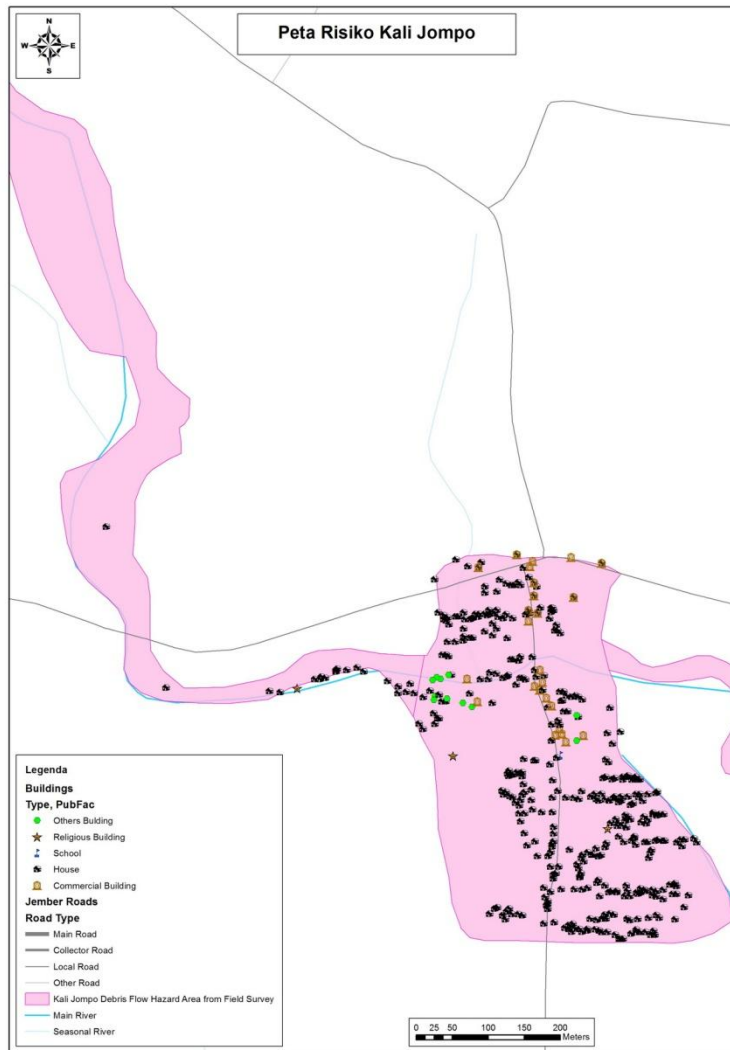 Peta Risiko Kali Jompo
N
W E
S
Legenda
Buildings
Type, PubFac
Others Bulding
Religious Building
School
House
Commercial Building
Jember Roads
Road Type
Main Road
Collector Road
Local Road
Other Road
Kali Jompo Debris Flow Hazard Area from Field Survey
Main River
Seasonal River
0 25 50 100 150 200
Meters